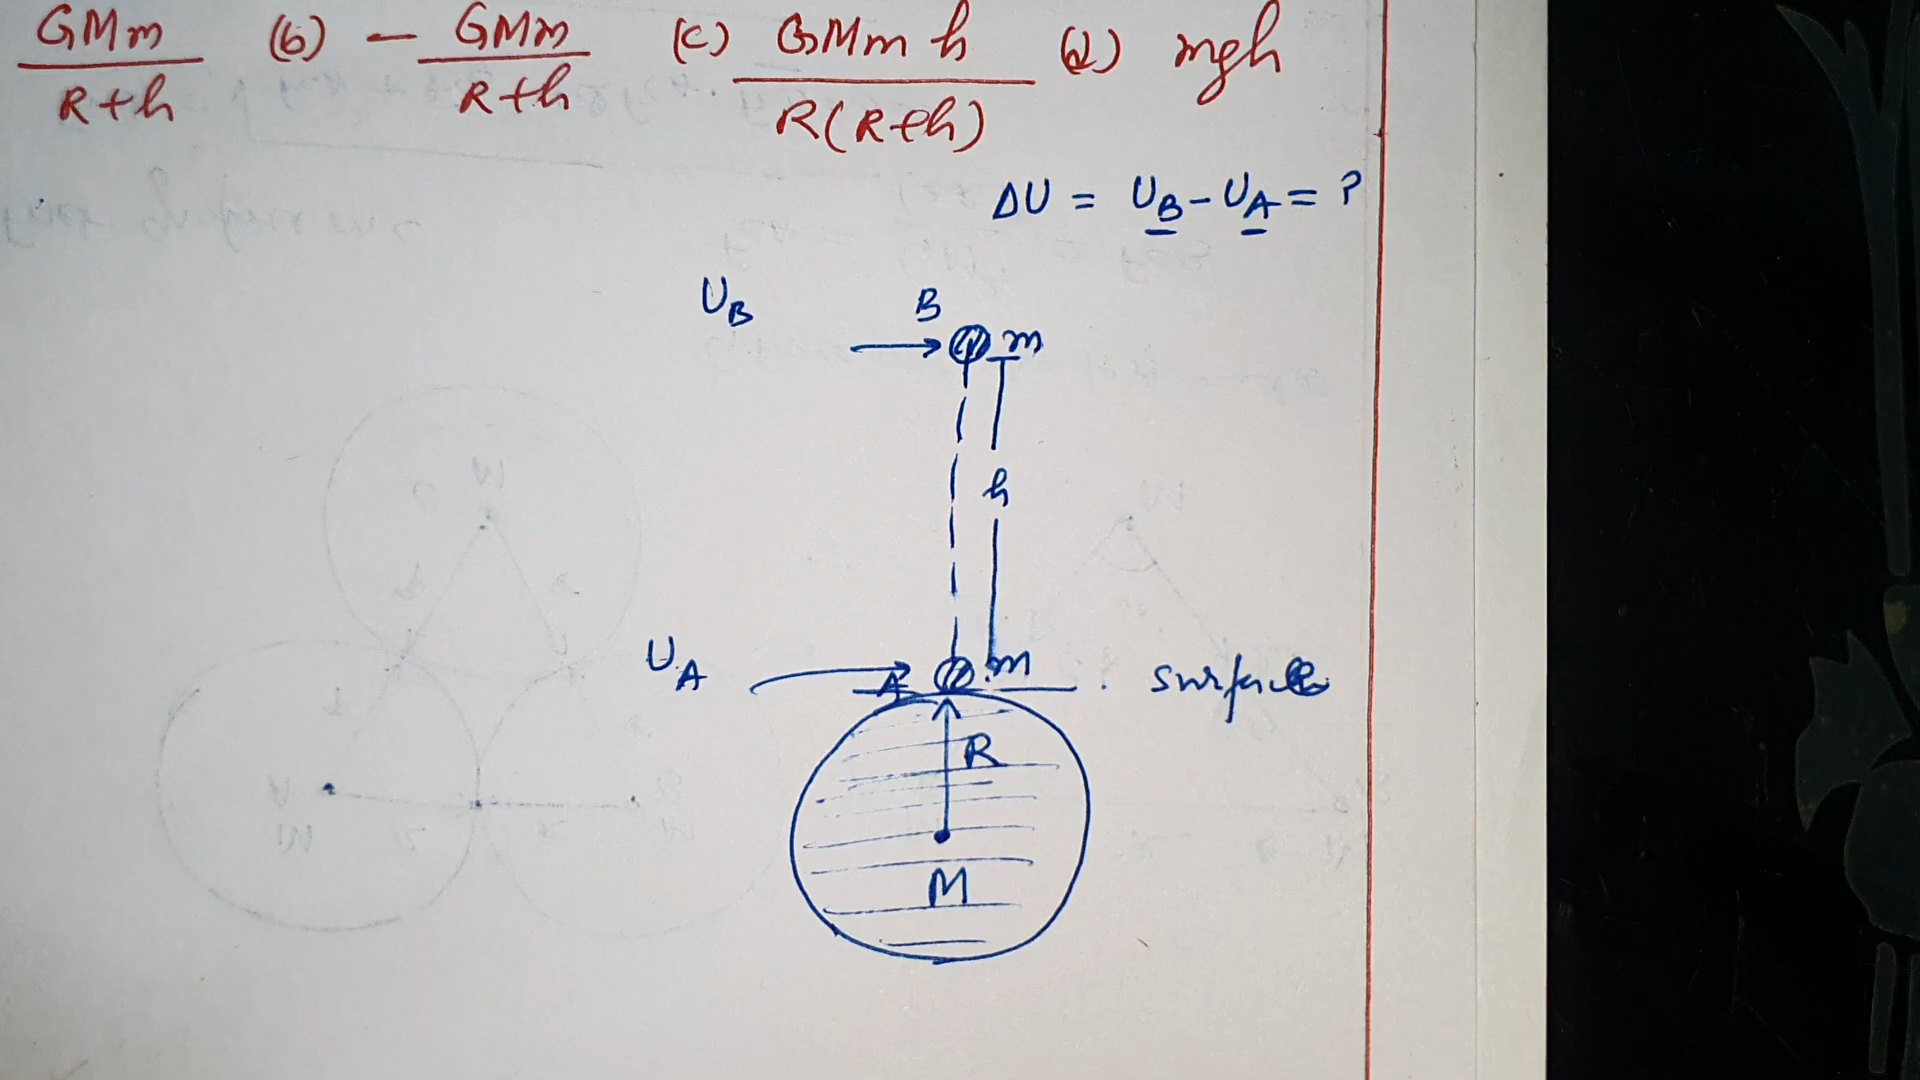 GMm/R+h (b) - GMm/R+h (c) GMm h/R(R+h) (d) mgh
ΔU = U_B - U_A = ?
U_B B m
h
U_A A m surface
R
M